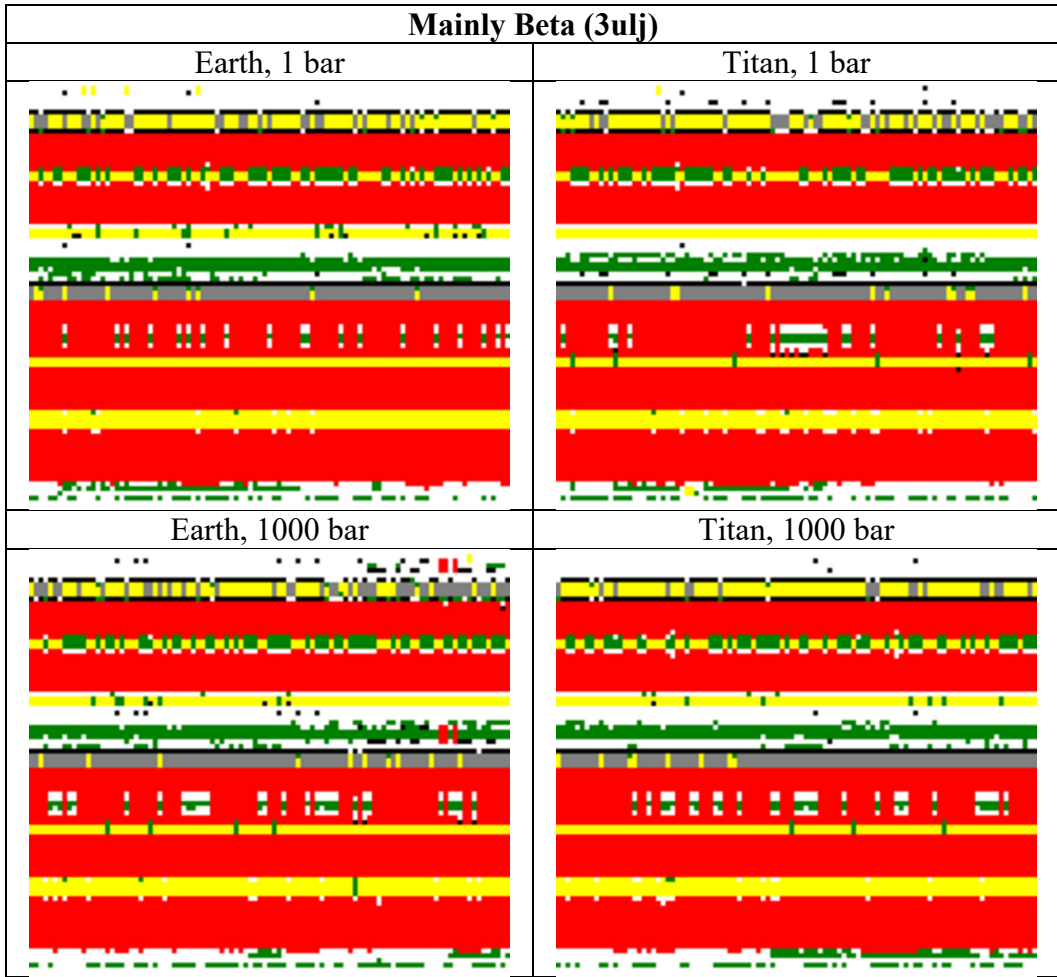 Mainly Beta (3ulj)
Earth, 1 bar
Titan, 1 bar
Earth, 1000 bar
Titan, 1000 bar